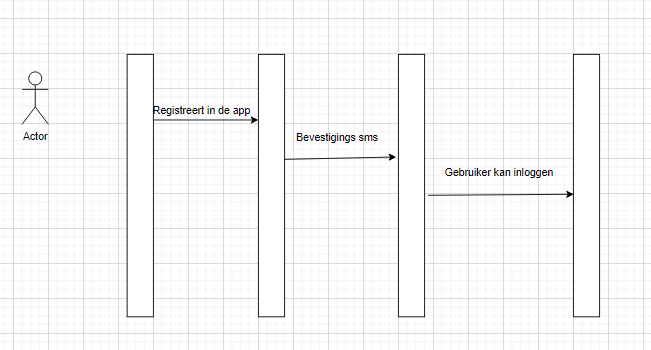 Registreert in de app
Actor
Bevestigings sms
Gebruiker kan inloggen